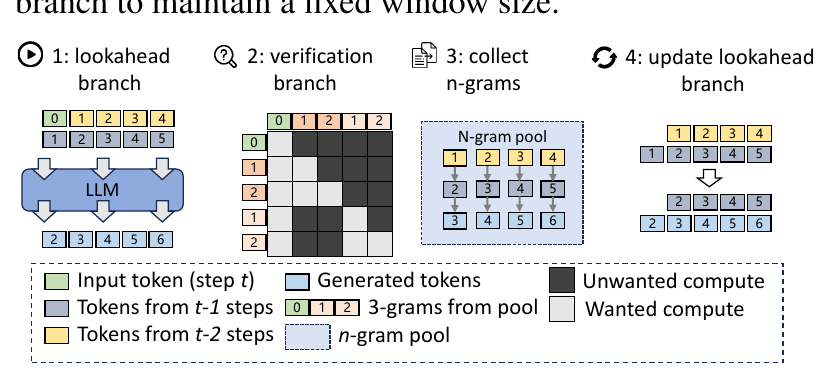 branch to maintain a fixed window size.
1: lookahead
branch
2: verification
branch
3: collect
n-grams
4: update lookahead
branch
0 1 2 3 4
1 2 3 4 5
LLM
2 3 4 5 6
0 1 2 1 2
0
1
2
1
2
N-gram pool
1 2 3 4
2 3 4 5
3 4 5 6
1 2 3 4
1 2 3 4 5
2 3 4 5
2 3 4 5 6
Input token (step t)
Tokens from t-1 steps
Tokens from t-2 steps
Generated tokens
0 1 2 3-grams from pool
n-gram pool
Unwanted compute
Wanted compute